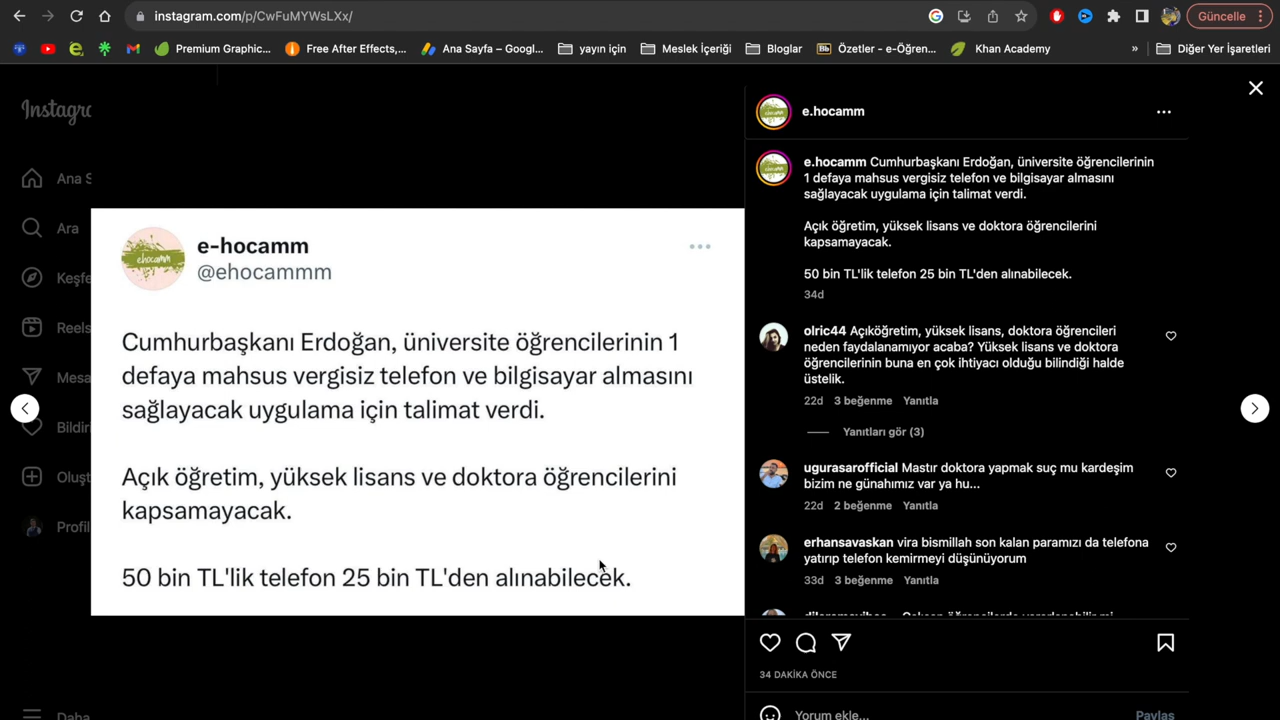 instagram.com/p/CwFuMYWsLXx/
Güncelle
Premium Graphic...
Free After Effects,...
Ana Sayfa – Googl...
yayın için
Meslek İçeriği
Bloglar
Bb
Özetler - e-Öğren...
Khan Academy
»
Diğer Yer İşaretleri
Instagra
Ana S
Ara
Keşfe
Reels
Mesa
Bildiri
Oluşt
Profil
Daha
ehocamm
e-hocamm
@ehocammm
Cumhurbaşkanı Erdoğan, üniversite öğrencilerinin 1
defaya mahsus vergisiz telefon ve bilgisayar almasını
sağlayacak uygulama için talimat verdi.
Açık öğretim, yüksek lisans ve doktora öğrencilerini
kapsamayacak.
50 bin TL'lik telefon 25 bin TL'den alınabilecek.
e.hocamm
e.hocamm Cumhurbaşkanı Erdoğan, üniversite öğrencilerinin
1 defaya mahsus vergisiz telefon ve bilgisayar almasını
sağlayacak uygulama için talimat verdi.
Açık öğretim, yüksek lisans ve doktora öğrencilerini
kapsamayacak.
50 bin TL'lik telefon 25 bin TL'den alınabilecek.
34d
olric44 Açıköğretim, yüksek lisans, doktora öğrencileri
neden faydalanamıyor acaba? Yüksek lisans ve doktora
öğrencilerinin buna en çok ihtiyacı olduğu bilindiği halde
üstelik.
22d 3 beğenme Yanıtla
Yanıtları gör (3)
ugurasarofficial Mastır doktora yapmak suç mu kardeşim
bizim ne günahımız var ya hu...
22d 2 beğenme Yanıtla
erhansavaskan vira bismillah son kalan paramızı da telefona
yatırıp telefon kemirmeyi düşünüyorum
33d 3 beğenme Yanıtla
34 DAKİKA ÖNCE
Yorum ekle...
Paylaş